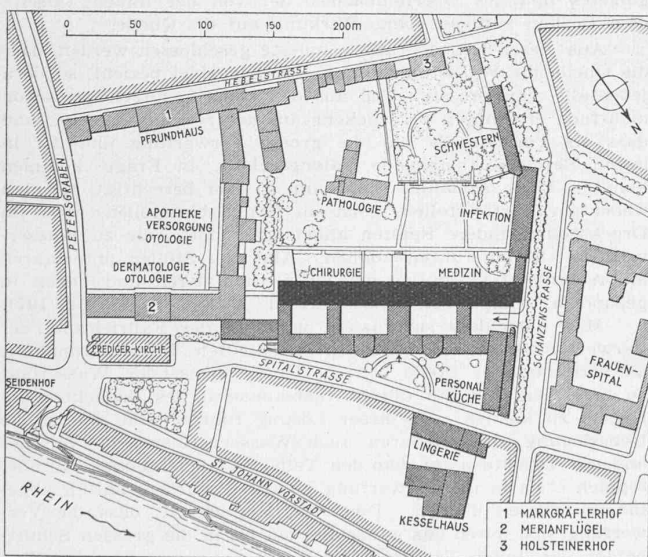 50 0 50 100 200m
HEBELSTRASSE
3
1
PFRUNDHAUS
SCHWESTERN
N
PETERSGRABEN
PATHOLOGIE
INFEKTION
APOTHEKE
VERSORGUNG
OTOLOGIE
DERMATOLOGIE
OTOLOGIE
CHIRURGIE
MEDIZIN
2
SCHANZENSTRASSE
PREDIGER-KIRCHE
SPITALSTRASSE
FRAUEN-
SPITAL
SEIDENHOF
PERSONAL
KÜCHE
LINGERIE
ST. JOHANN VORSTADT
RHEIN
KESSELHAUS
1 MARKGRÄFLERHOF
2 MERIANFLÜGEL
3 HOLSTEINERHOF